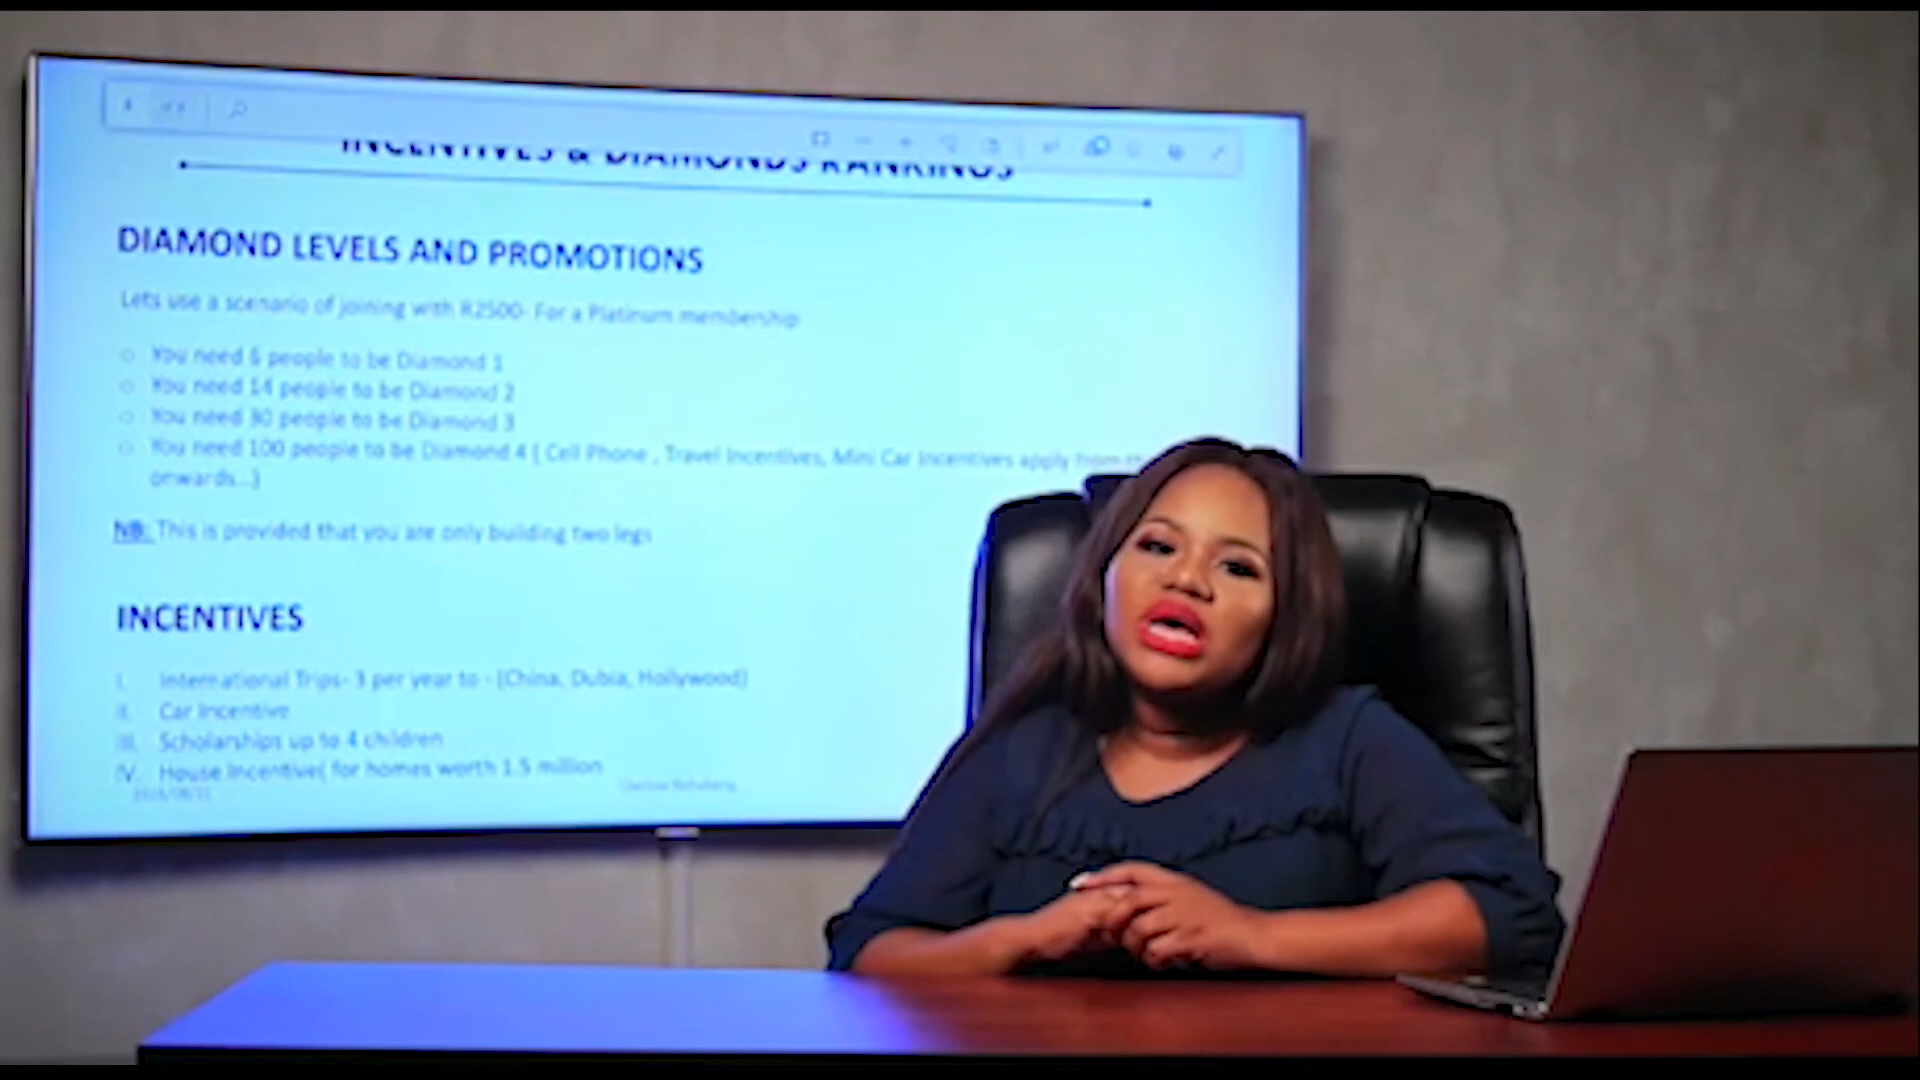 INCENTIVES & DIAMONDS RANKINGS
DIAMOND LEVELS AND PROMOTIONS
Lets use a scenario of joining with R2500- For a Platinum membership
o You need 6 people to be Diamond 1
o You need 14 people to be Diamond 2
o You need 30 people to be Diamond 3
o You need 100 people to be Diamond 4 ( Cell Phone , Travel Incentives, Mini Car Incentives apply from
onwards...)
NB: This is provided that you are only building two legs
INCENTIVES
I. International Trips- 3 per year to - (China, Dubia, Hollywood)
II. Car Incentive
III. Scholarships up to 4 children
IV. House Incentive( for homes worth 1.5 million